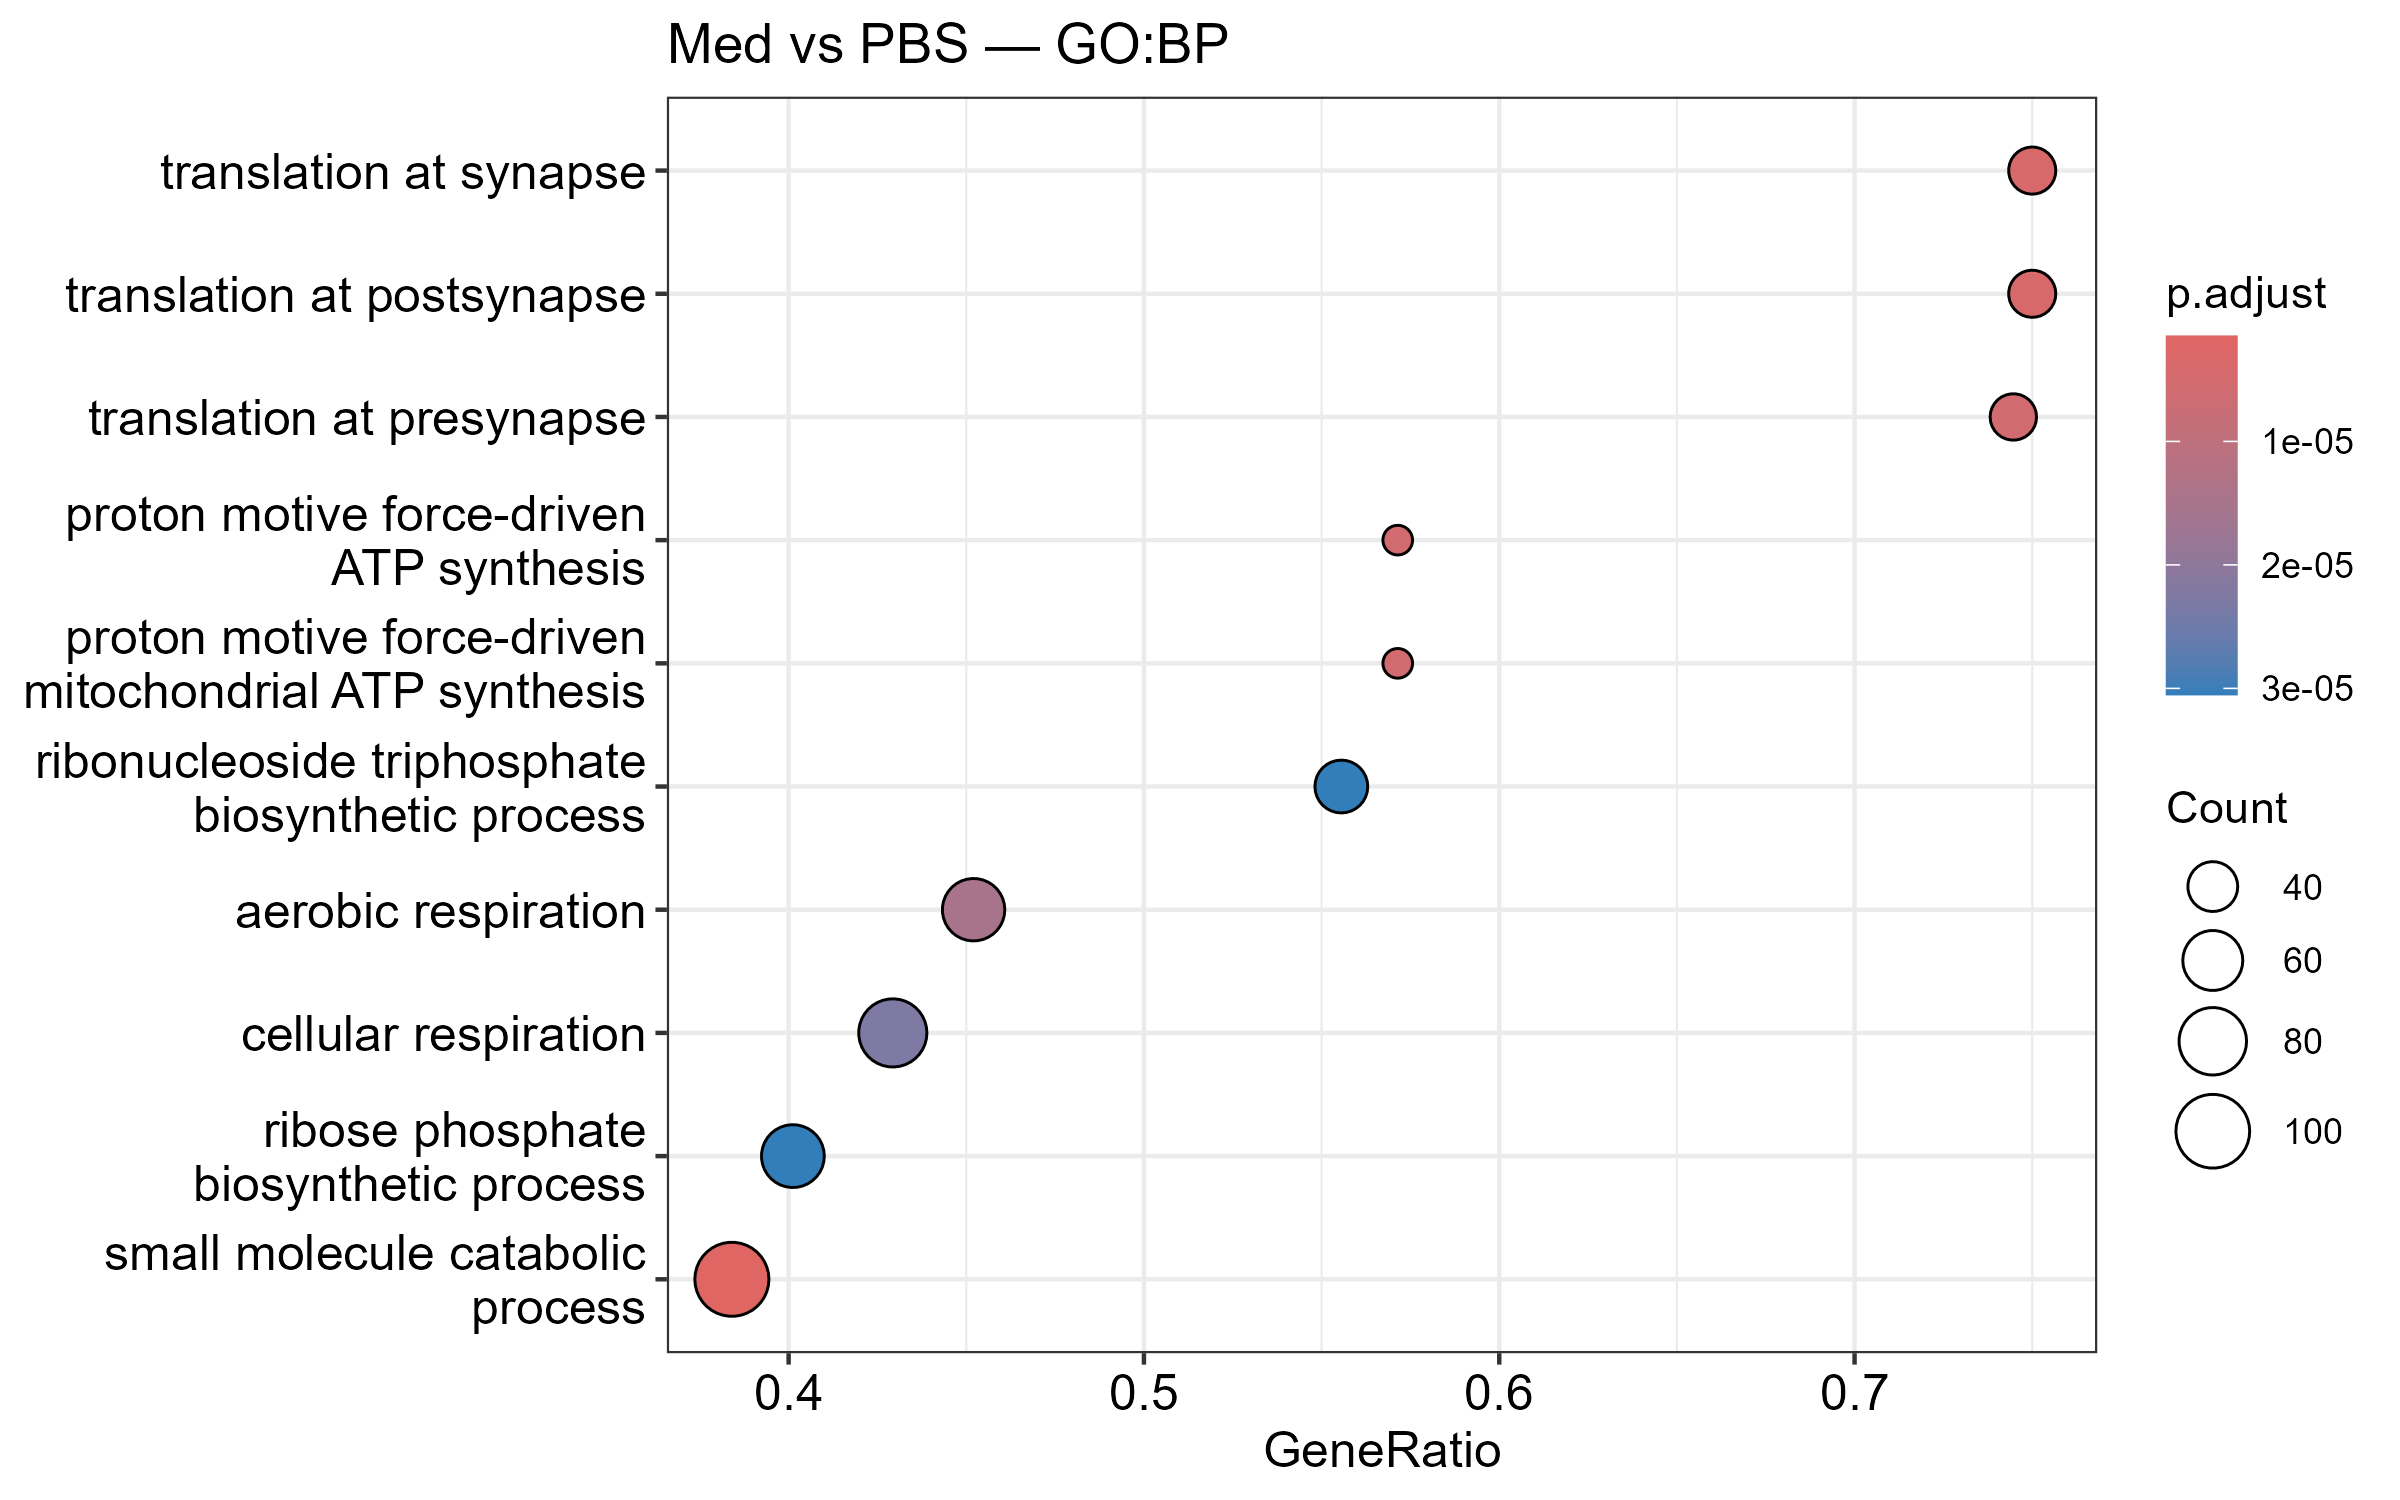 Med vs PBS — GO:BP
translation at synapse
translation at postsynapse
translation at presynapse
proton motive force-driven
ATP synthesis
proton motive force-driven
mitochondrial ATP synthesis
ribonucleoside triphosphate
biosynthetic process
aerobic respiration
cellular respiration
ribose phosphate
biosynthetic process
small molecule catabolic
process
0.4
0.5
0.6
0.7
GeneRatio
p.adjust
1e-05
2e-05
3e-05
Count
40
60
80
100